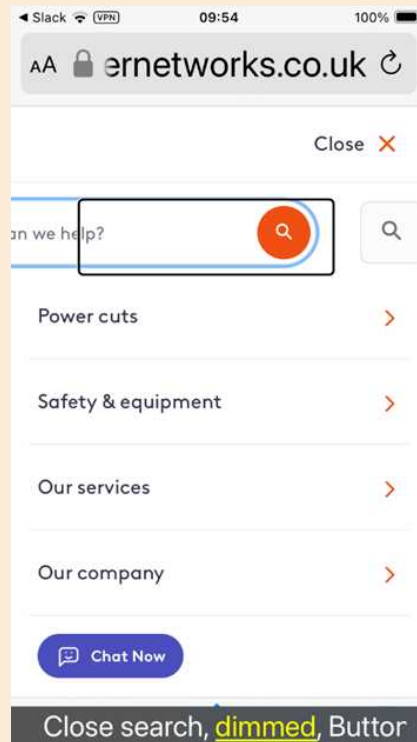 Slack VPN 09:54 100%
AA ernetworks.co.uk
Close
an we help?
Power cuts
Safety & equipment
Our services
Our company
Chat Now
Close search, dimmed, Buttor